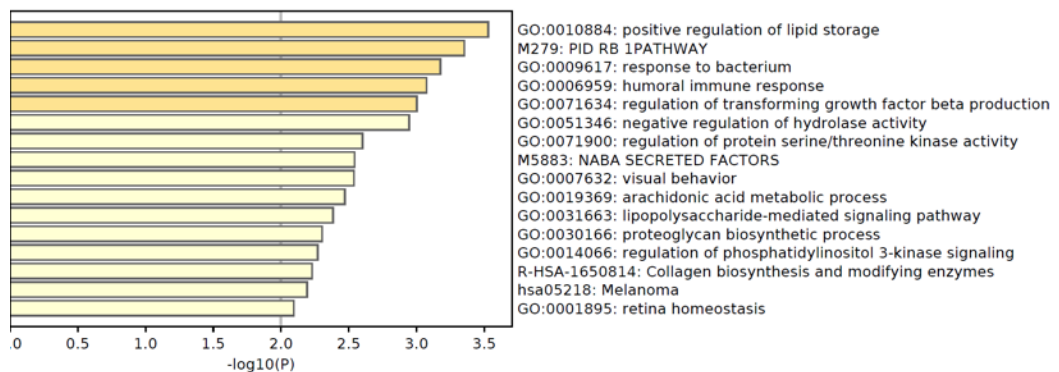 GO:0010884: positive regulation of lipid storage
M279: PID RB 1PATHWAY
GO:0009617: response to bacterium
GO:0006959: humoral immune response
GO:0071634: regulation of transforming growth factor beta production
GO:0051346: negative regulation of hydrolase activity
GO:0071900: regulation of protein serine/threonine kinase activity
M5883: NABA SECRETED FACTORS
GO:0007632: visual behavior
GO:0019369: arachidonic acid metabolic process
GO:0031663: lipopolysaccharide-mediated signaling pathway
GO:0030166: proteoglycan biosynthetic process
GO:0014066: regulation of phosphatidylinositol 3-kinase signaling
R-HSA-1650814: Collagen biosynthesis and modifying enzymes
hsa05218: Melanoma
GO:0001895: retina homeostasis
.0 0.5 1.0 1.5 2.0 2.5 3.0 3.5
-log10(P)